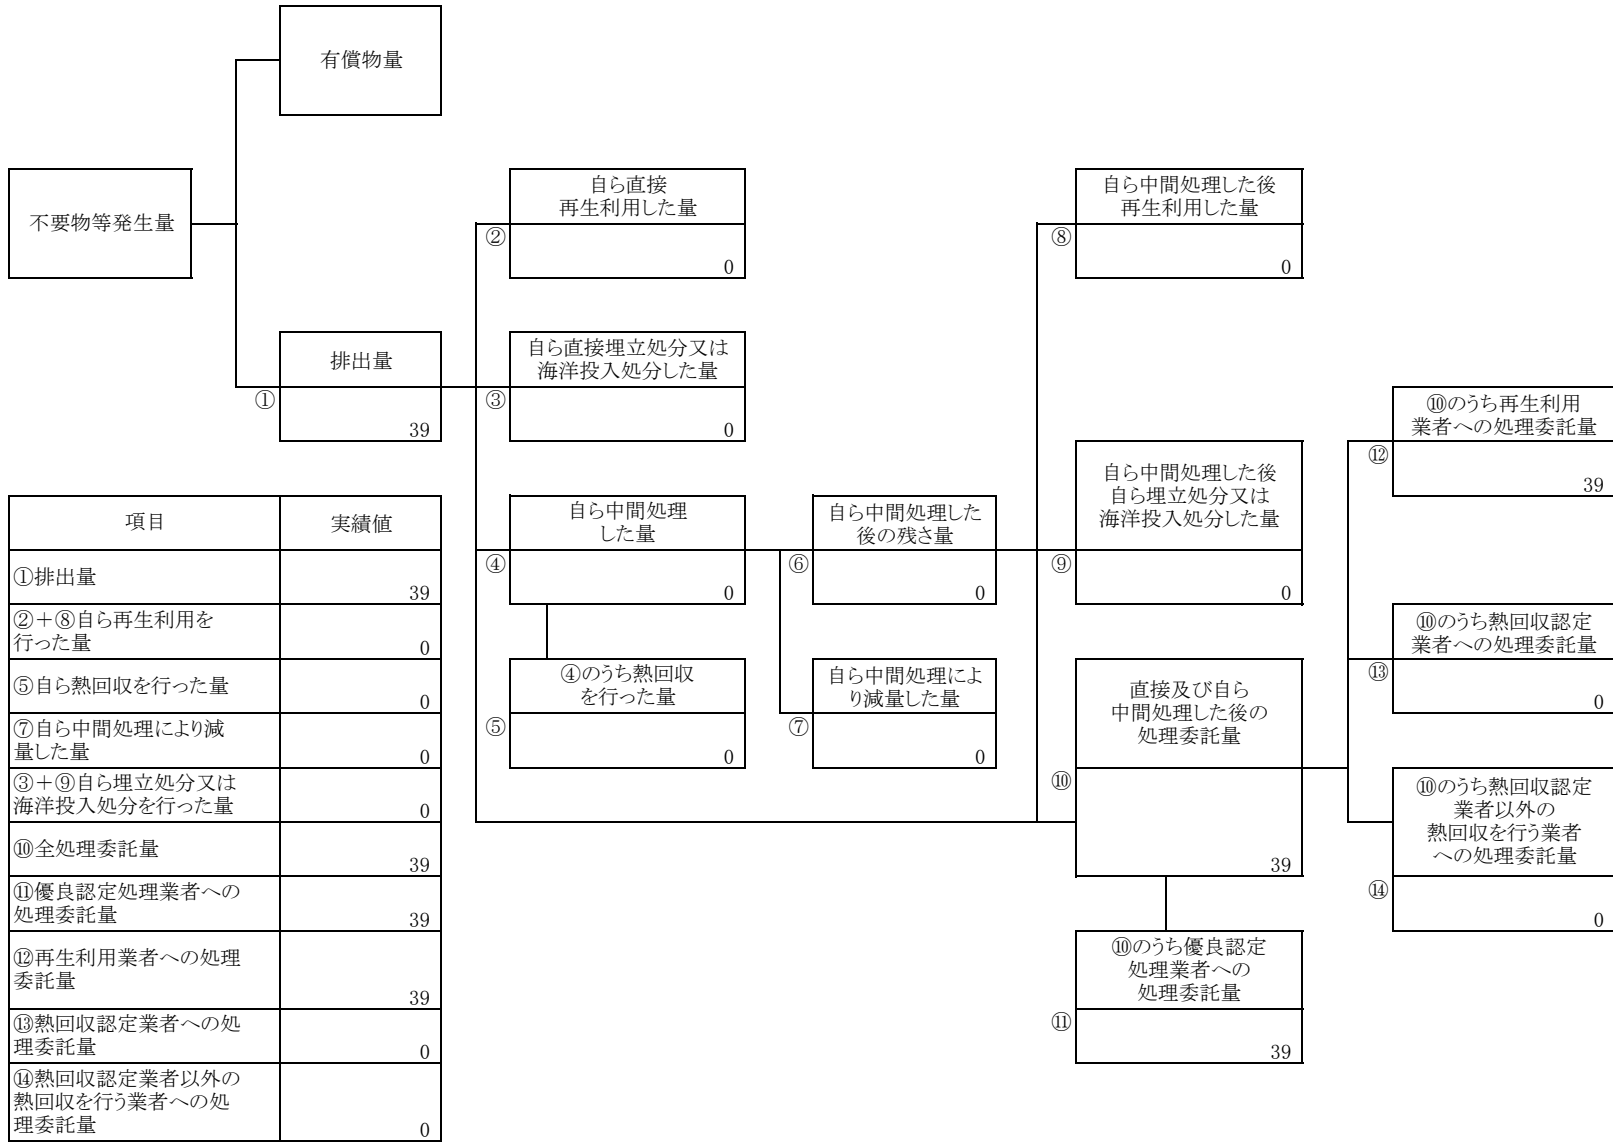 有償物量
不要物等発生量
自ら直接
再生利用した量
②
0
自ら中間処理した後
再生利用した量
⑧
0
排出量
①
39
自ら直接埋立処分又は
海洋投入処分した量
③
0
⑩のうち再生利用
業者への処理委託量
⑫
39
自ら中間処理
した量
④
0
自ら中間処理した
後の残さ量
⑥
0
自ら中間処理した後
自ら埋立処分又は
海洋投入処分した量
⑨
0
⑩のうち熱回収認定
業者への処理委託量
⑬
0
④のうち熱回収
を行った量
⑤
0
自ら中間処理によ
り減量した量
⑦
0
直接及び自ら
中間処理した後の
処理委託量
⑩
39
⑩のうち熱回収認定
業者以外の
熱回収を行う業者
への処理委託量
⑭
0
⑩のうち優良認定
処理業者への
処理委託量
⑪
39
項目 実績値
①排出量
39
②+⑧自ら再生利用を
行った量
0
⑤自ら熱回収を行った量
0
⑦自ら中間処理により減
量した量
0
③+⑨自ら埋立処分又は
海洋投入処分を行った量
0
⑩全処理委託量
39
⑪優良認定処理業者への
処理委託量
39
⑫再生利用業者への処理
委託量
39
⑬熱回収認定業者への処
理委託量
0
⑭熱回収認定業者以外の
熱回収を行う業者への処
理委託量
0